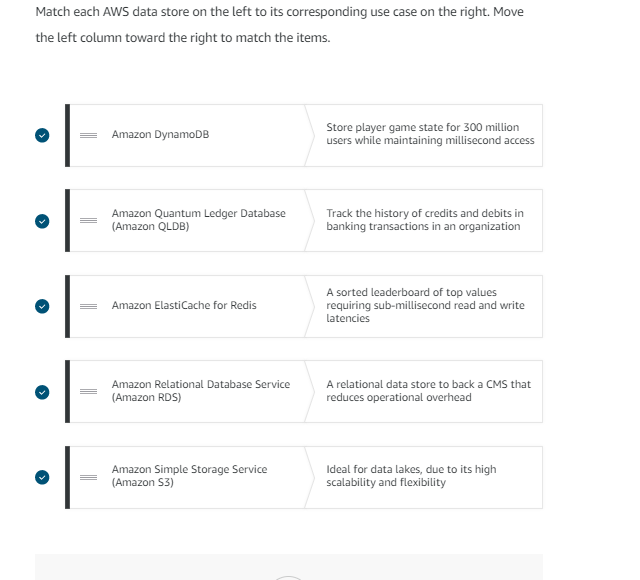 Match each AWS data store on the left to its corresponding use case on the right. Move
the left column toward the right to match the items.
Amazon DynamoDB
Store player game state for 300 million
users while maintaining millisecond access
Amazon Quantum Ledger Database
(Amazon QLDB)
Track the history of credits and debits in
banking transactions in an organization
Amazon ElastiCache for Redis
A sorted leaderboard of top values
requiring sub-millisecond read and write
latencies
Amazon Relational Database Service
(Amazon RDS)
A relational data store to back a CMS that
reduces operational overhead
Amazon Simple Storage Service
(Amazon S3)
Ideal for data lakes, due to its high
scalability and flexibility